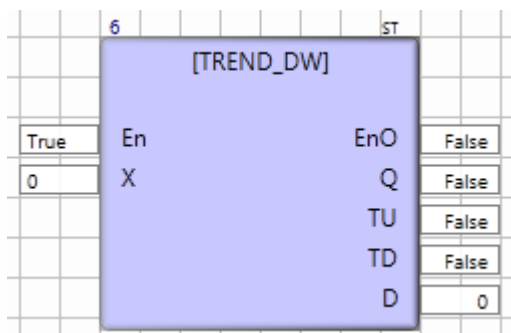 6 ST
[TREND_DW]
True En EnO False
0 X Q False
TU False
TD False
D 0